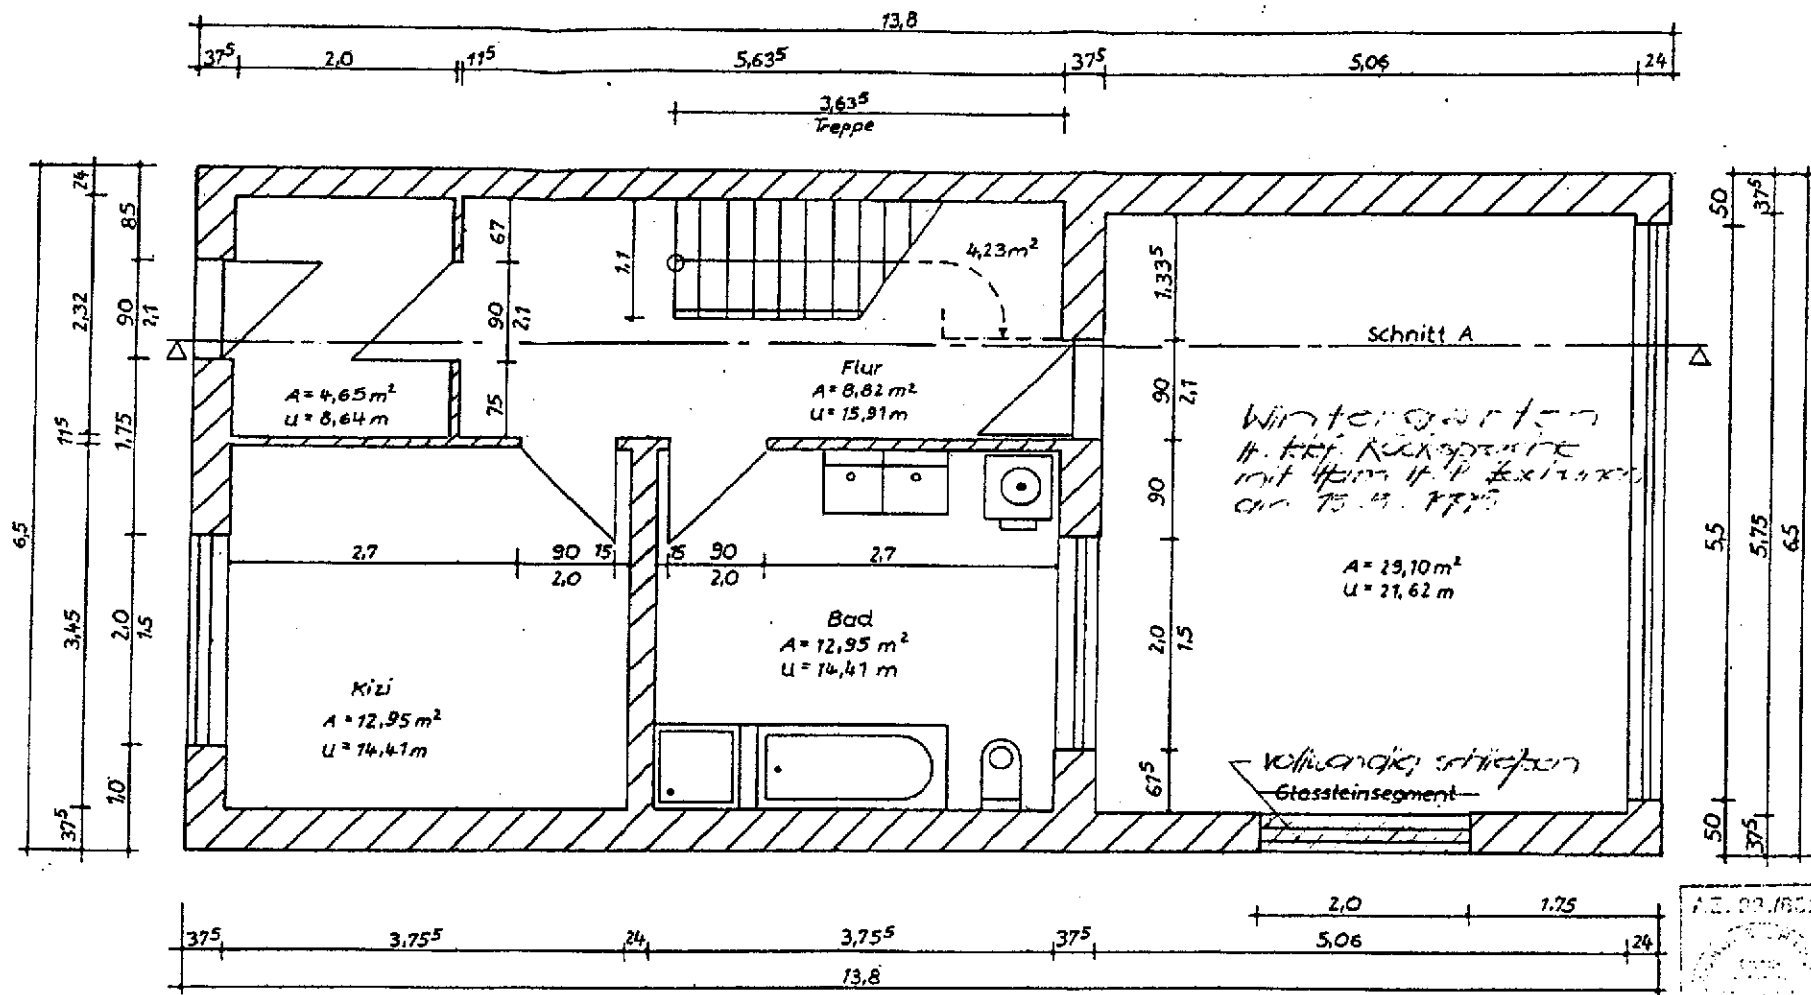 13,8
37⁵ 2,0 11⁵ 5,63⁵ 37⁵ 5,06 24
3,63⁵
Treppe
6,5
24
2,32
11⁵
3,45
37⁵
85
90
2,1
1,75
2,0
1,5
1,0
67
90
2,1
75
1,1
4,23 m²
A = 4,65 m²
U = 8,64 m
Flur
A = 8,82 m²
U = 15,91 m
Schnitt A
1,33⁵
90
2,1
90
2,0
1,5
67⁵
Wintergarten
mit
am
A = 29,10 m²
U = 21,62 m
2,7 90 15
2,0
15 90 2,7
2,0
Kizi
A = 12,95 m²
U = 14,41 m
Bad
A = 12,95 m²
U = 14,41 m
vollwandig schließen
Glassteinsegment
50
5,5
50
37⁵
5,75
37⁵
6,5
2,0 1,75
37⁵ 3,75⁵ 24 3,75⁵ 37⁵ 5,06 24
13,8